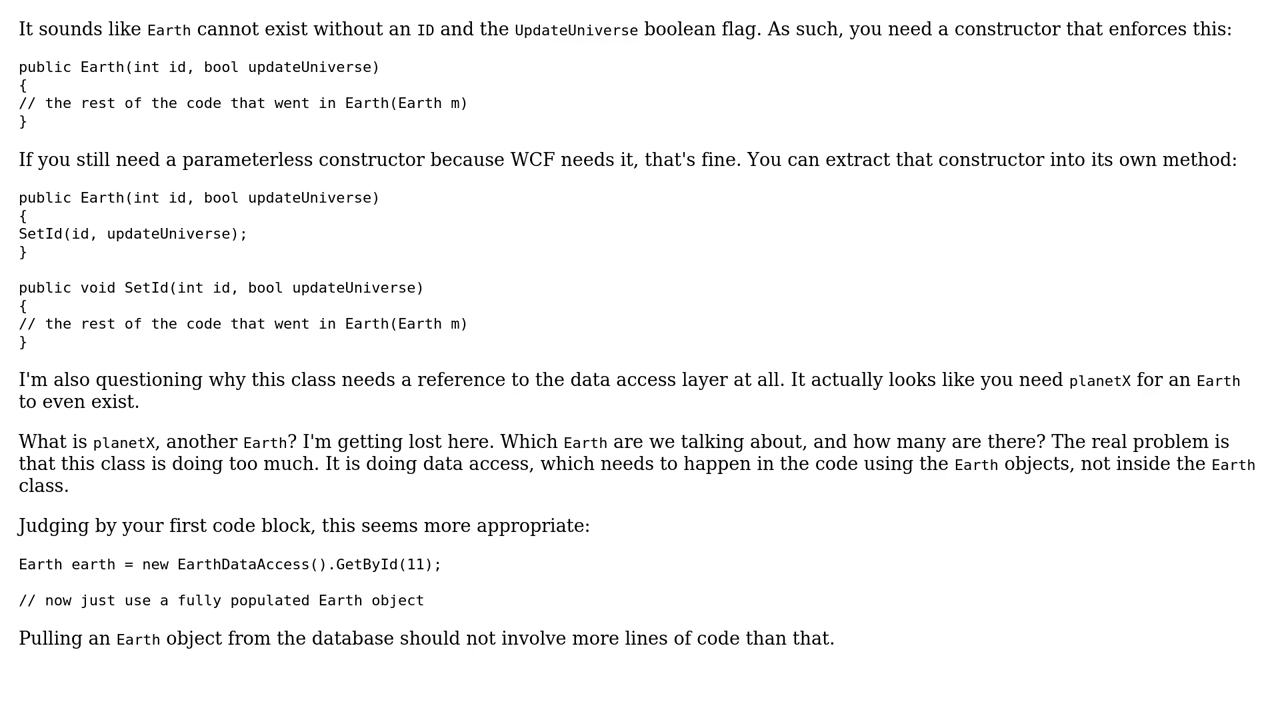 It sounds like Earth cannot exist without an ID and the UpdateUniverse boolean flag. As such, you need a constructor that enforces this:
public Earth(int id, bool updateUniverse)
{
// the rest of the code that went in Earth(Earth m)
}
If you still need a parameterless constructor because WCF needs it, that's fine. You can extract that constructor into its own method:
public Earth(int id, bool updateUniverse)
{
SetId(id, updateUniverse);
}
public void SetId(int id, bool updateUniverse)
{
// the rest of the code that went in Earth(Earth m)
}
I'm also questioning why this class needs a reference to the data access layer at all. It actually looks like you need planetX for an Earth
to even exist.
What is planetX, another Earth? I'm getting lost here. Which Earth are we talking about, and how many are there? The real problem is
that this class is doing too much. It is doing data access, which needs to happen in the code using the Earth objects, not inside the Earth
class.
Judging by your first code block, this seems more appropriate:
Earth earth = new EarthDataAccess().GetById(11);
// now just use a fully populated Earth object
Pulling an Earth object from the database should not involve more lines of code than that.